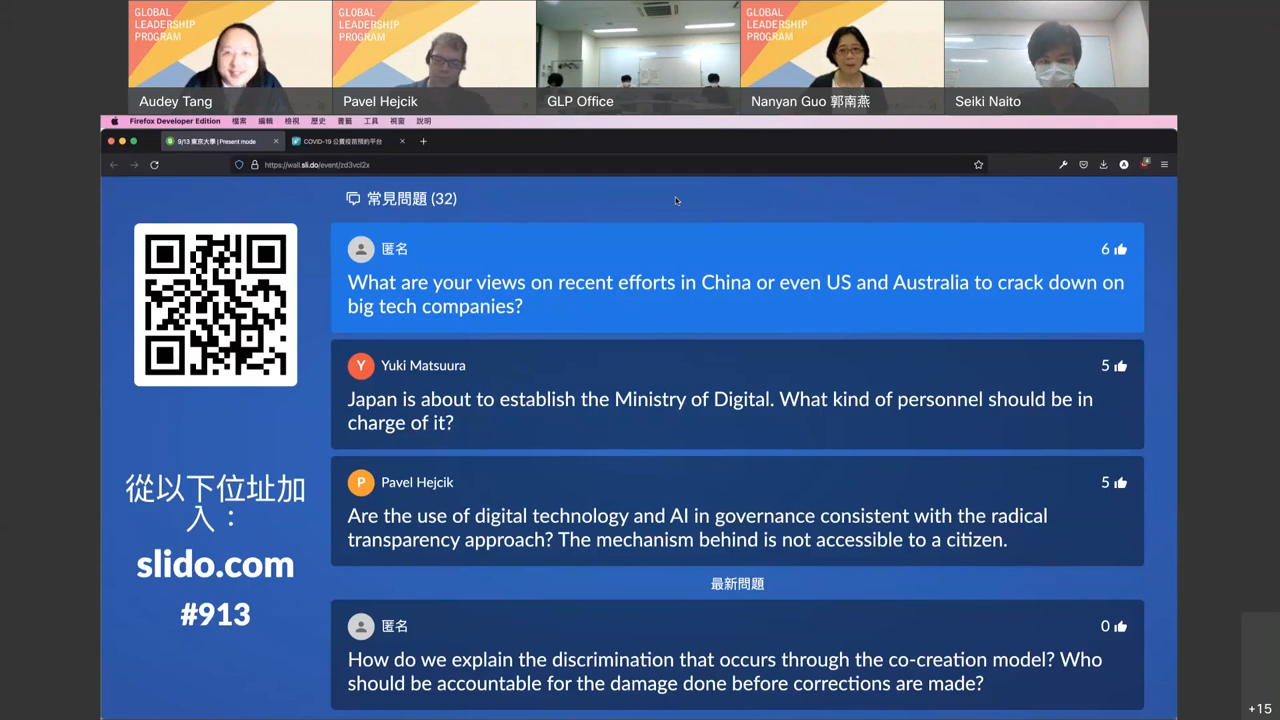 GLOBAL
LEADERSHIP
PROGRAM
GLOBAL
LEADERSHIP
PROGRAM
GLOBAL
LEADERSHIP
PROGRAM
Audey Tang
Pavel Hejcik
GLP Office
Nanyan Guo 郭南燕
Seiki Naito
Firefox Developer Edition 檔案 編輯 檢視 歷史 書籤 工具 視窗 說明
9/13 東京大學 | Present mode
COVID-19 公費疫苗預約平台
https://wall.sli.do/event/zd3vcl2x
常見問題 (32)
匿名
6
What are your views on recent efforts in China or even US and Australia to crack down on
big tech companies?
Y Yuki Matsuura
5
Japan is about to establish the Ministry of Digital. What kind of personnel should be in
charge of it?
P Pavel Hejcik
5
Are the use of digital technology and AI in governance consistent with the radical
transparency approach? The mechanism behind is not accessible to a citizen.
最新問題
匿名
0
How do we explain the discrimination that occurs through the co-creation model? Who
should be accountable for the damage done before corrections are made?
從以下位址加
入：
slido.com
#913
+15